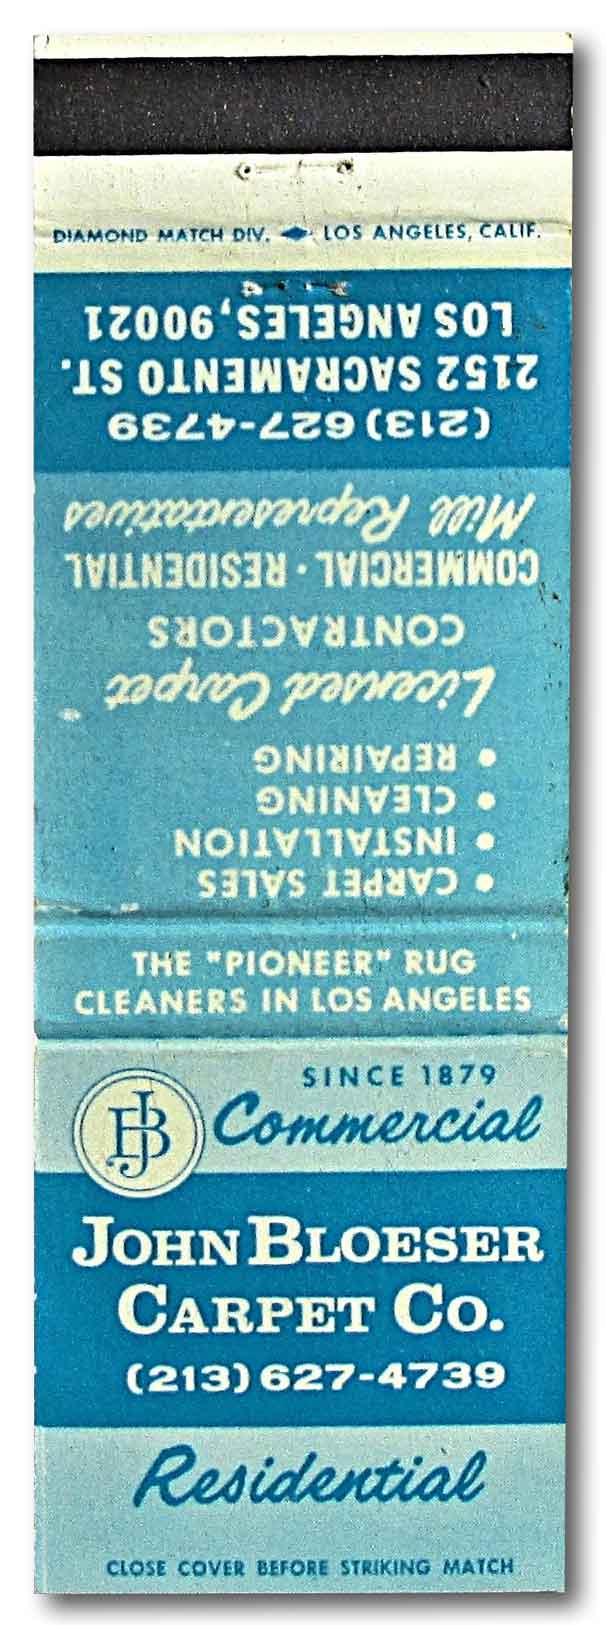 DIAMOND MATCH DIV. LOS ANGELES, CALIF.
• CARPET SALES
• INSTALLATION
• CLEANING
• REPAIRING
Licensed Carpet
CONTRACTORS
COMMERCIAL · RESIDENTIAL
Mill Representatives
(213) 627-4739
2152 SACRAMENTO ST.
LOS ANGELES, 90021
THE "PIONEER" RUG
CLEANERS IN LOS ANGELES
SINCE 1879
JB
Commercial
JOHN BLOESER
CARPET CO.
(213) 627-4739
Residential
CLOSE COVER BEFORE STRIKING MATCH